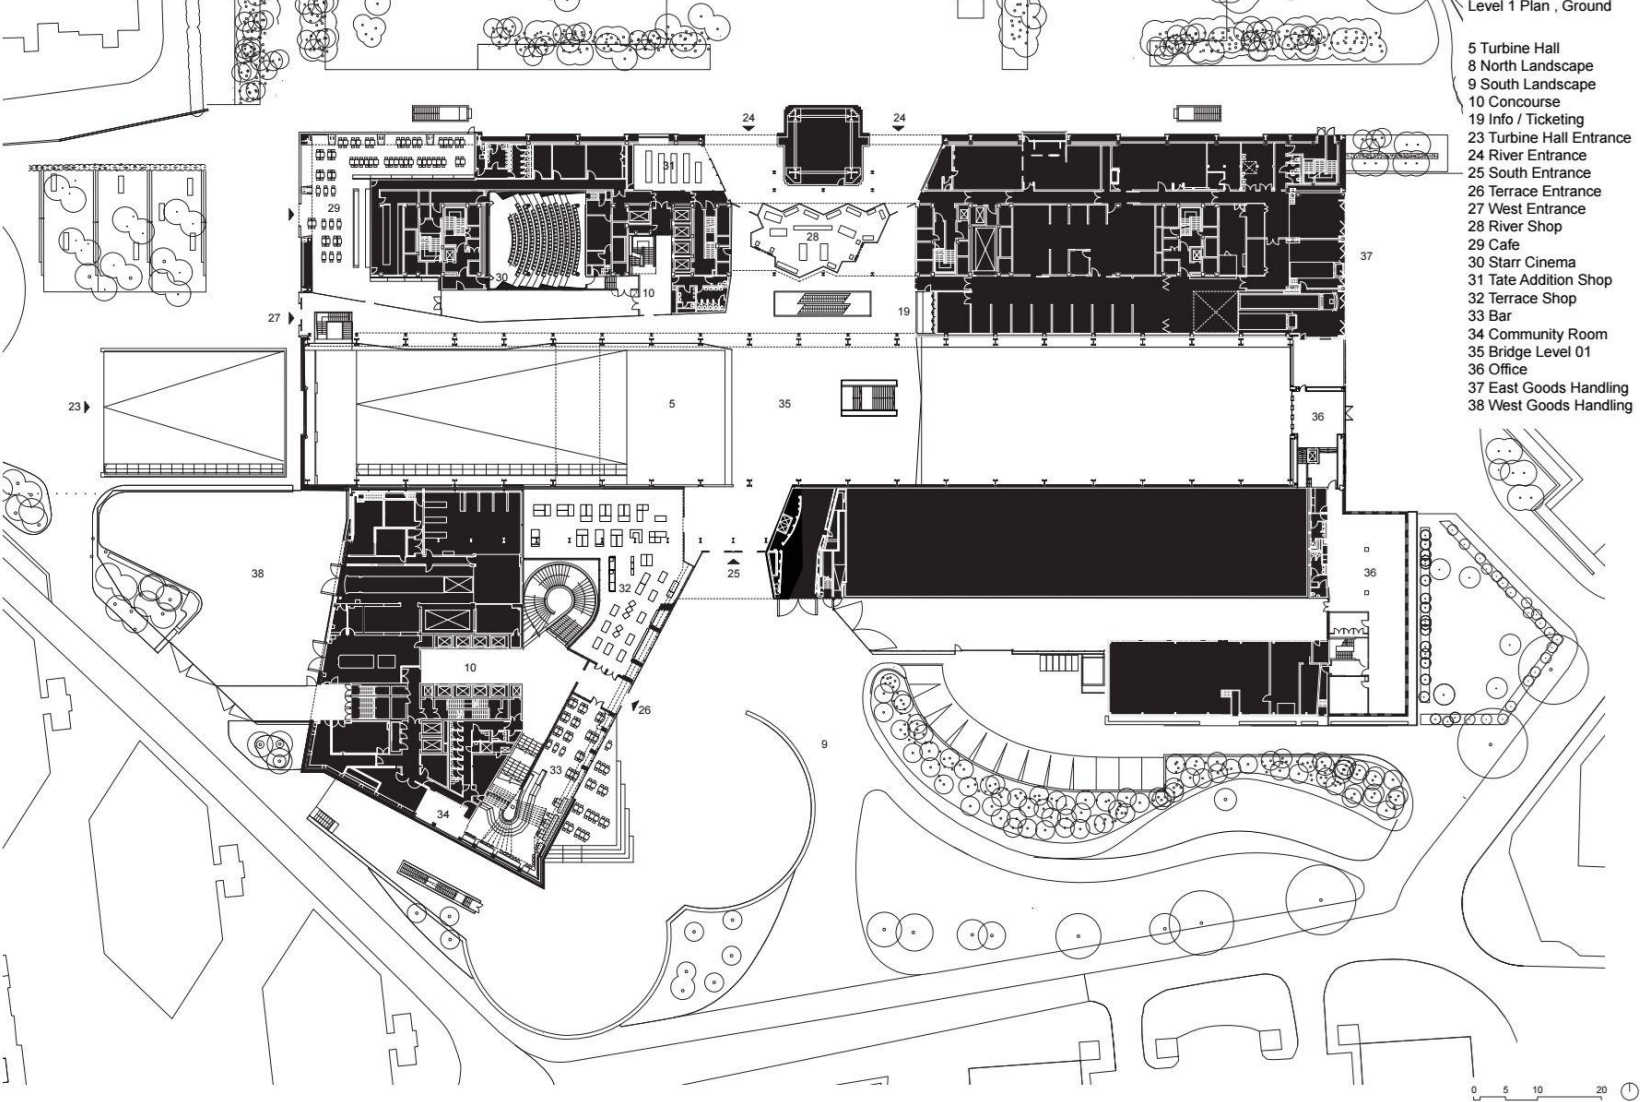 Level 1 Plan , Ground
5 Turbine Hall
8 North Landscape
9 South Landscape
10 Concourse
19 Info / Ticketing
23 Turbine Hall Entrance
24 River Entrance
25 South Entrance
26 Terrace Entrance
27 West Entrance
28 River Shop
29 Cafe
30 Starr Cinema
31 Tate Addition Shop
32 Terrace Shop
33 Bar
34 Community Room
35 Bridge Level 01
36 Office
37 East Goods Handling
38 West Goods Handling
24
24
31
29
28
37
30
10
27
19
23
5
35
36
38
32
25
36
10
26
9
33
34
0 5 10 20